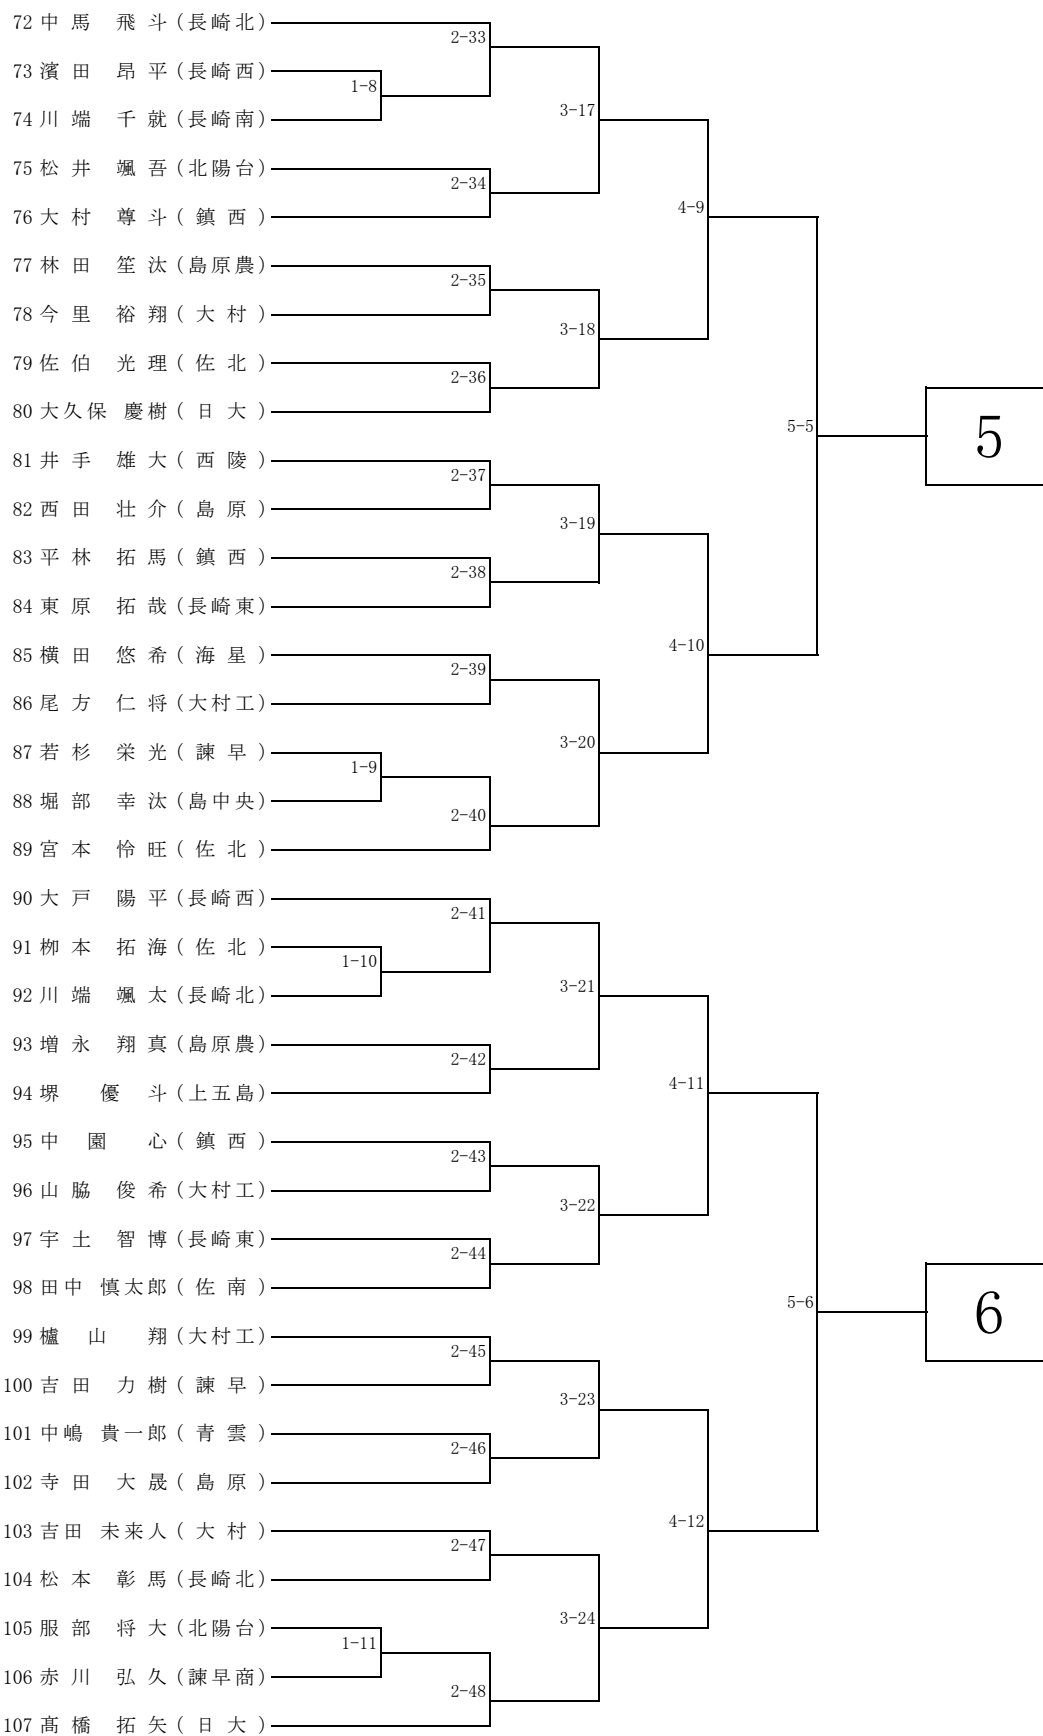 72 中馬 飛斗 (長崎北)
2-33
73 濱田 昂平 (長崎西)
1-8
3-17
74 川端 千就 (長崎南)
75 松井 颯吾 (北陽台)
2-34
4-9
76 大村 尊斗 (鎮西)
77 林田 笙汰 (島原農)
2-35
78 今里 裕翔 (大村)
3-18
79 佐伯 光理 (佐北)
2-36
80 大久保 慶樹 (日大)
5-5
5
81 井手 雄大 (西陵)
2-37
82 西田 壮介 (島原)
3-19
83 平林 拓馬 (鎮西)
2-38
84 東原 拓哉 (長崎東)
4-10
85 横田 悠希 (海星)
2-39
86 尾方 仁将 (大村工)
3-20
87 若杉 栄光 (諫早)
1-9
88 堀部 幸汰 (島中央)
2-40
89 宮本 怜旺 (佐北)
90 大戸 陽平 (長崎西)
2-41
91 栁本 拓海 (佐北)
1-10
3-21
92 川端 颯太 (長崎北)
93 増永 翔真 (島原農)
2-42
4-11
94 堺 優斗 (上五島)
95 中園 心 (鎮西)
2-43
96 山脇 俊希 (大村工)
3-22
97 宇土 智博 (長崎東)
2-44
98 田中 慎太郎 (佐南)
5-6
6
99 櫨山 翔 (大村工)
2-45
100 吉田 力樹 (諫早)
3-23
101 中嶋 貴一郎 (青雲)
2-46
102 寺田 大晟 (島原)
4-12
103 吉田 未来人 (大村)
2-47
104 松本 彰馬 (長崎北)
3-24
105 服部 将大 (北陽台)
1-11
106 赤川 弘久 (諫早商)
2-48
107 髙橋 拓矢 (日大)